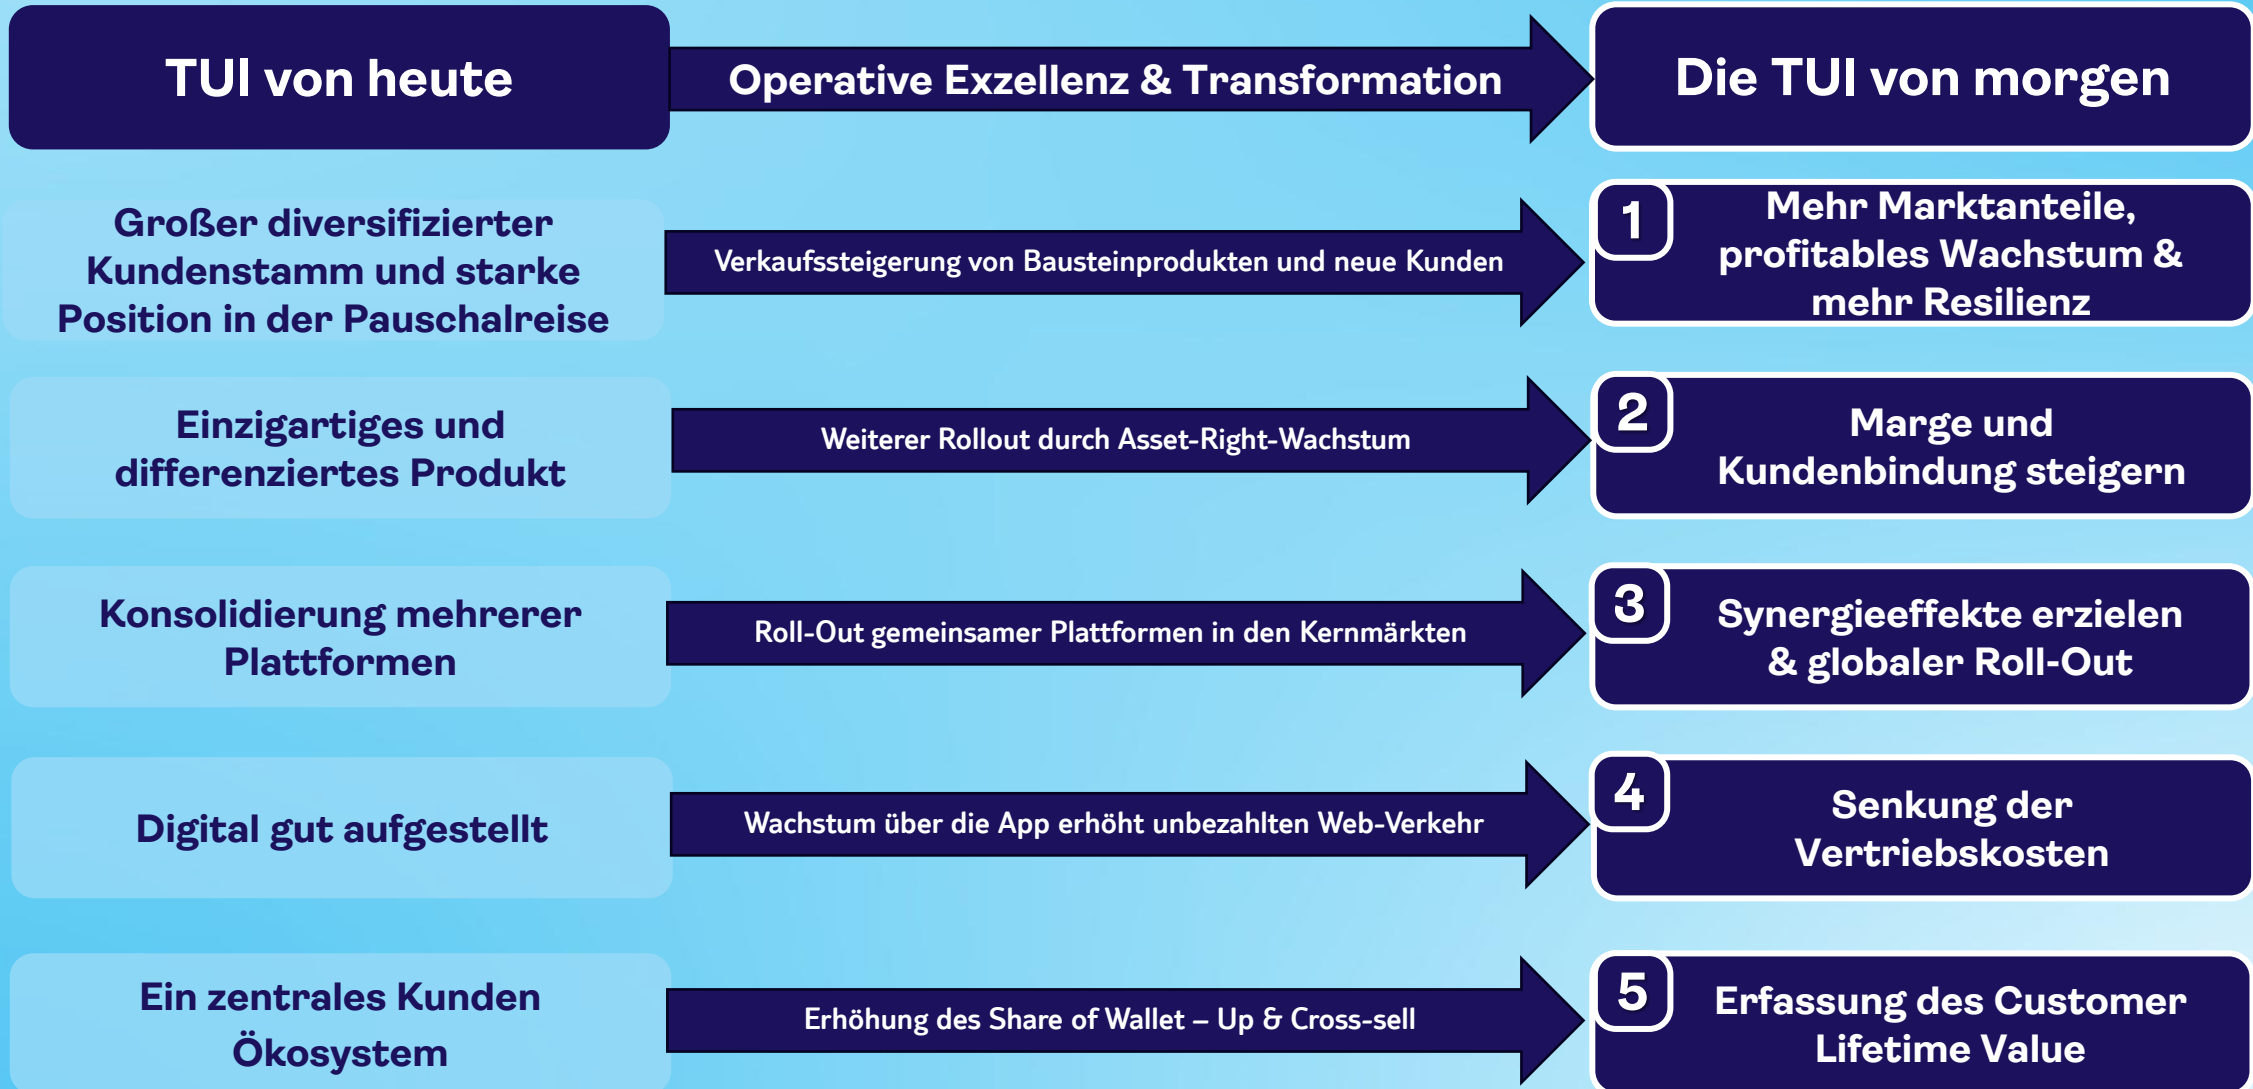 TUI von heute
Operative Exzellenz & Transformation
Die TUI von morgen
Großer diversifizierter
Kundenstamm und starke
Position in der Pauschalreise
Verkaufssteigerung von Bausteinprodukten und neue Kunden
1
Mehr Marktanteile,
profitables Wachstum &
mehr Resilienz
Einzigartiges und
differenziertes Produkt
Weiterer Rollout durch Asset-Right-Wachstum
2
Marge und
Kundenbindung steigern
Konsolidierung mehrerer
Plattformen
Roll-Out gemeinsamer Plattformen in den Kernmärkten
3
Synergieeffekte erzielen
& globaler Roll-Out
Digital gut aufgestellt
Wachstum über die App erhöht unbezahlten Web-Verkehr
4
Senkung der
Vertriebskosten
Ein zentrales Kunden
Ökosystem
Erhöhung des Share of Wallet – Up & Cross-sell
5
Erfassung des Customer
Lifetime Value